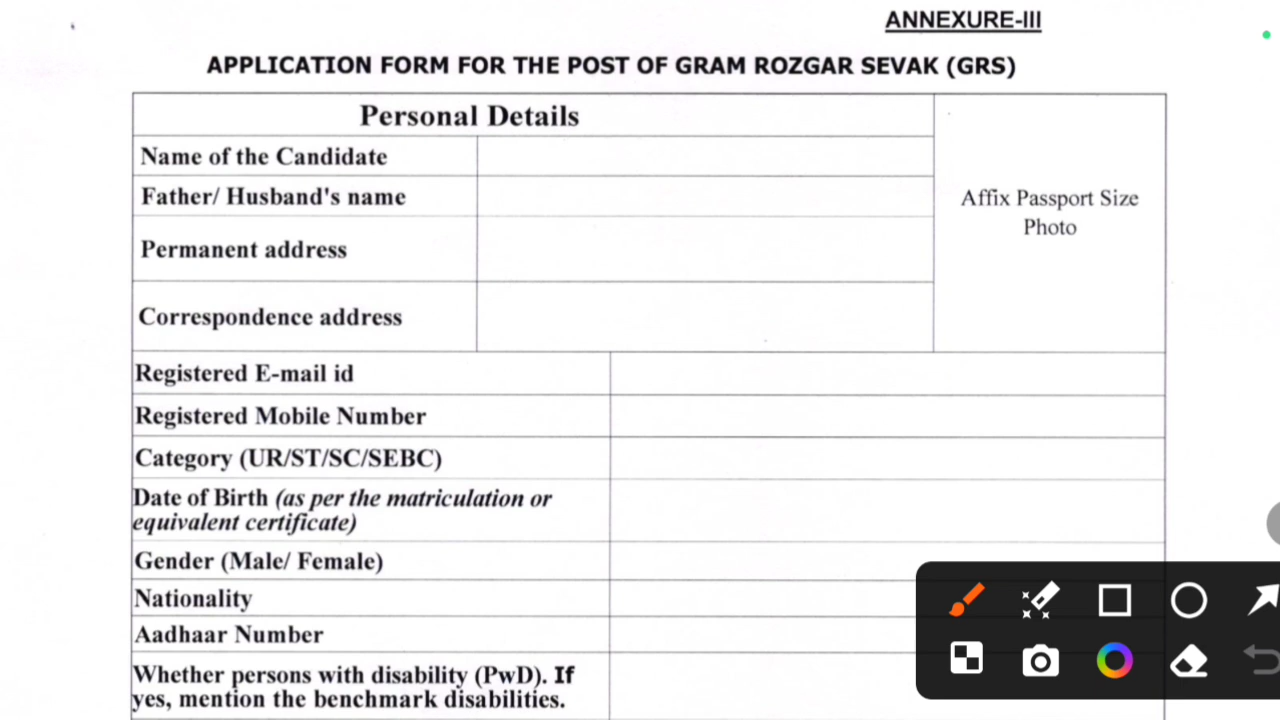 ANNEXURE-III
APPLICATION FORM FOR THE POST OF GRAM ROZGAR SEVAK (GRS)
Personal Details
Name of the Candidate
Father/ Husband's name
Affix Passport Size
Photo
Permanent address
Correspondence address
Registered E-mail id
Registered Mobile Number
Category (UR/ST/SC/SEBC)
Date of Birth (as per the matriculation or
equivalent certificate)
Gender (Male/ Female)
Nationality
Aadhaar Number
Whether persons with disability (PwD). If
yes, mention the benchmark disabilities.